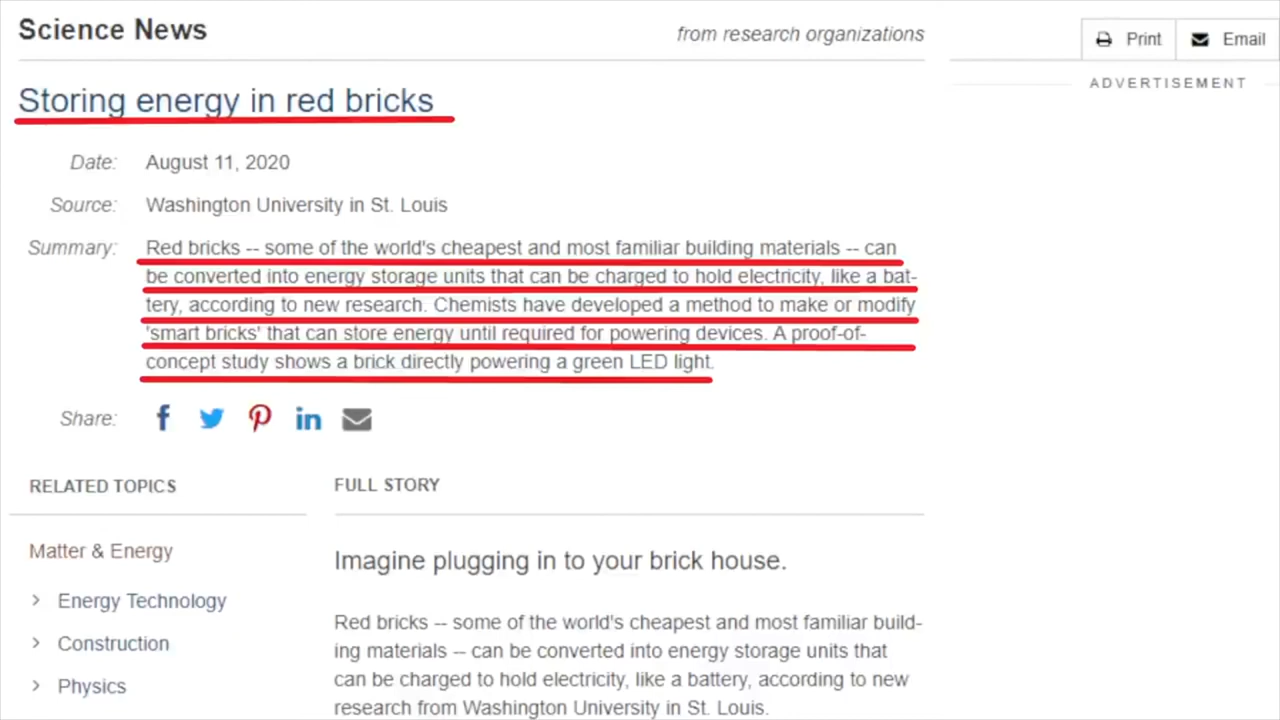 Science News
from research organizations
Print
Email
ADVERTISEMENT
Storing energy in red bricks
Date: August 11, 2020
Source: Washington University in St. Louis
Summary: Red bricks -- some of the world's cheapest and most familiar building materials -- can
be converted into energy storage units that can be charged to hold electricity, like a bat-
tery, according to new research. Chemists have developed a method to make or modify
'smart bricks' that can store energy until required for powering devices. A proof-of-
concept study shows a brick directly powering a green LED light.
Share:
RELATED TOPICS
Matter & Energy
Energy Technology
Construction
Physics
FULL STORY
Imagine plugging in to your brick house.
Red bricks -- some of the world's cheapest and most familiar build-
ing materials -- can be converted into energy storage units that
can be charged to hold electricity, like a battery, according to new
research from Washington University in St. Louis.